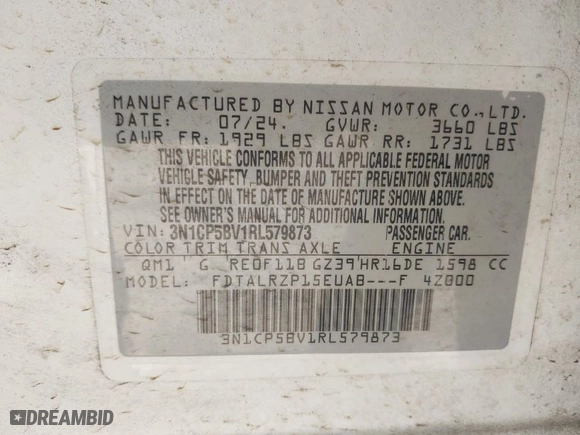 MANUFACTURED BY NISSAN MOTOR CO., LTD.
DATE: 07/24. GVWR: 3660 LBS
GAWR FR: 1929 LBS GAWR RR: 1731 LBS
THIS VEHICLE CONFORMS TO ALL APPLICABLE FEDERAL MOTOR
VEHICLE SAFETY, BUMPER AND THEFT PREVENTION STANDARDS
IN EFFECT ON THE DATE OF MANUFACTURE SHOWN ABOVE.
SEE OWNER'S MANUAL FOR ADDITIONAL INFORMATION.
VIN: 3N1CP5BV1RL579873 PASSENGER CAR.
COLOR TRIM TRANS AXLE ENGINE
QM1 G RE0F11B GZ39 HR16DE 1598 CC
MODEL: FDTALRZP15EUAB---F 4Z000
3N1CP5BV1RL579873
DREAMBID